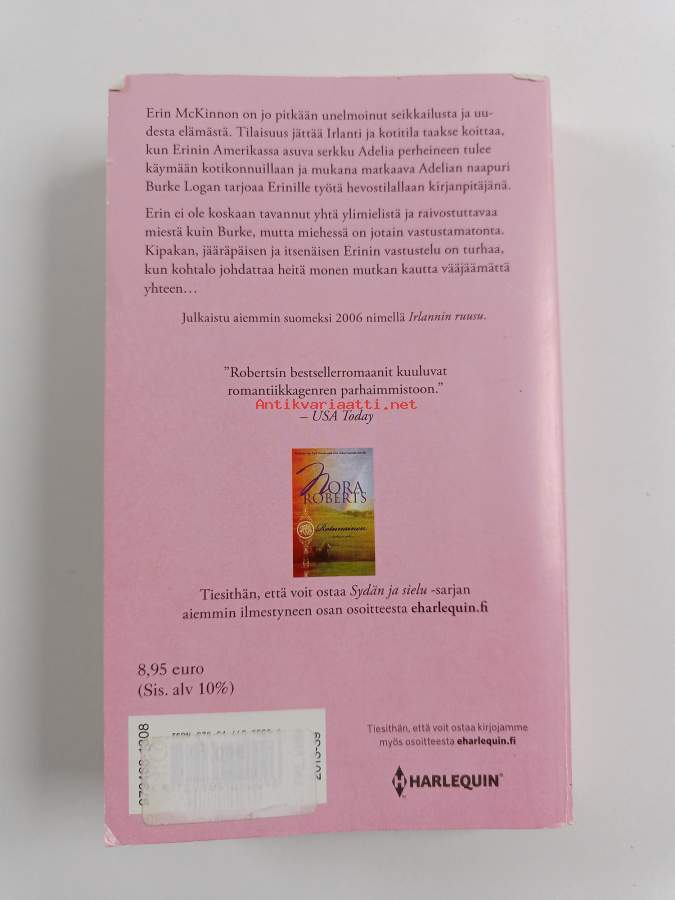 Erin McKinnon on jo pitkään unelmoinut seikkailusta ja uu-
desta elämästä. Tilaisuus jättää Irlanti ja kotitila taakse koittaa,
kun Erinin Amerikassa asuva serkku Adelia perheineen tulee
käymään kotikonnuillaan ja mukana matkaava Adelian naapuri
Burke Logan tarjoaa Erinille työtä hevostilallaan kirjanpitäjänä.
Erin ei ole koskaan tavannut yhtä ylimielistä ja raivostuttavaa
miestä kuin Burke, mutta miehessä on jotain vastustamatonta.
Kipakan, jääräpäisen ja itsenäisen Erinin vastustelu on turhaa,
kun kohtalo johdattaa heitä monen mutkan kautta vääjäämättä
yhteen…
Julkaistu aiemmin suomeksi 2006 nimellä Irlannin ruusu.
”Robertsin bestsellerromaanit kuuluvat
romantiikkagenren parhaimmistoon.”
Antikvariaatti.net
– USA Today
NORA
ROBERTS
Tiesithän, että voit ostaa Sydän ja sielu -sarjan
aiemmin ilmestyneen osan osoitteesta eharlequin.fi
8,95 euro
(Sis. alv 10%)
Tiesithän, että voit ostaa kirjojamme
myös osoitteesta eharlequin.fi
HARLEQUIN